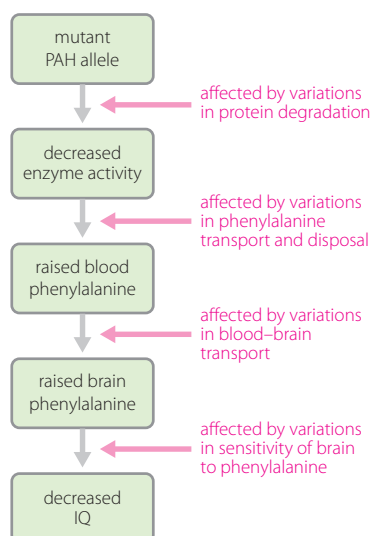 mutant
PAH allele
affected by variations
in protein degradation
decreased
enzyme activity
affected by variations
in phenylalanine
transport and disposal
raised blood
phenylalanine
affected by variations
in blood–brain
transport
raised brain
phenylalanine
affected by variations
in sensitivity of brain
to phenylalanine
decreased
IQ